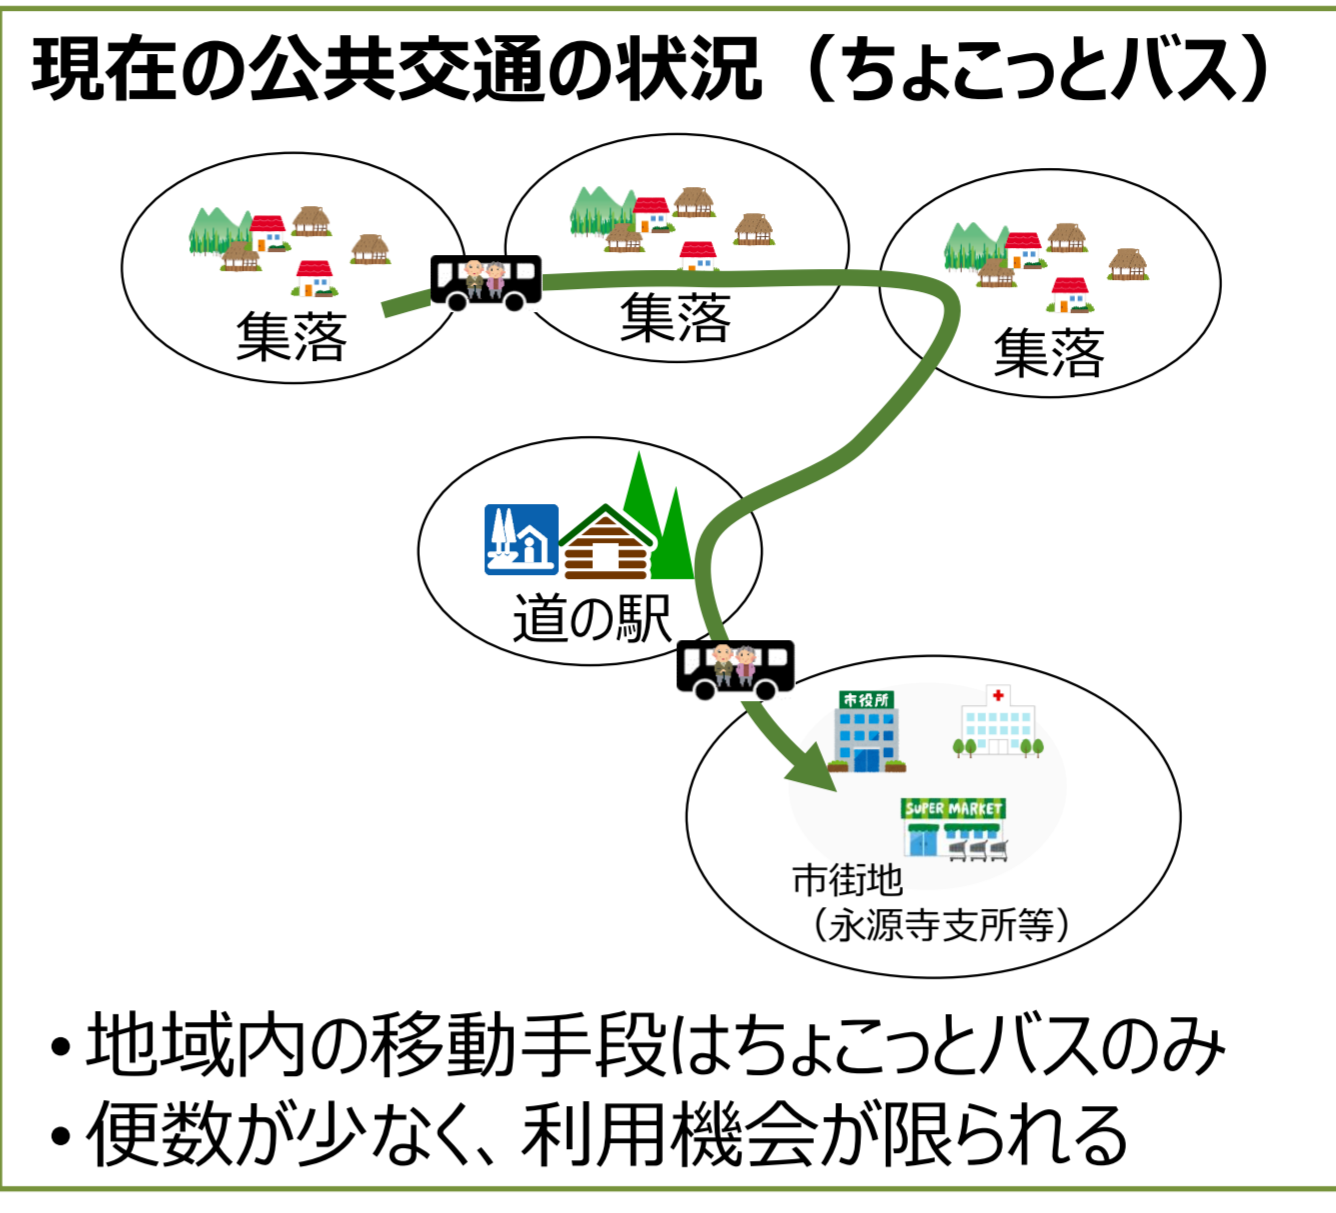 現在の公共交通の状況（ちょこっとバス）
集落
集落
集落
道の駅
市役所
SUPER MARKET
市街地
（永源寺支所等）
• 地域内の移動手段はちょこっとバスのみ
• 便数が少なく、利用機会が限られる